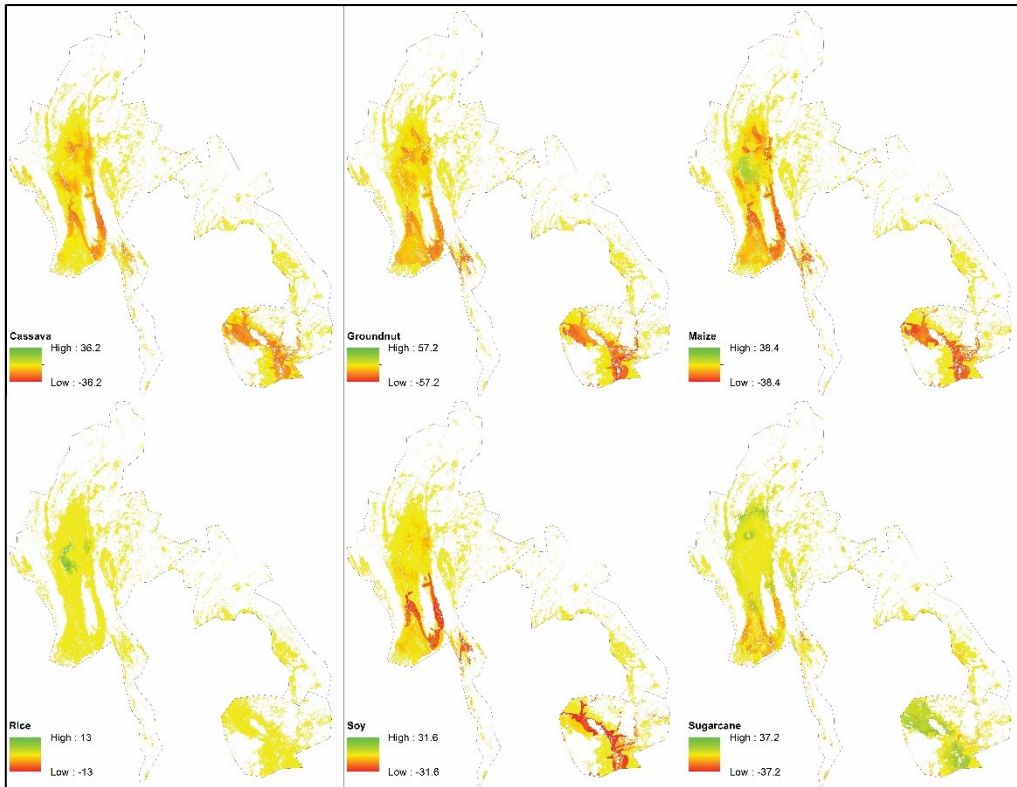 Cassava
High : 36.2
Low : -36.2
Groundnut
High : 57.2
Low : -57.2
Maize
High : 38.4
Low : -38.4
Rice
High : 13
Low : -13
Soy
High : 31.6
Low : -31.6
Sugarcane
High : 37.2
Low : -37.2